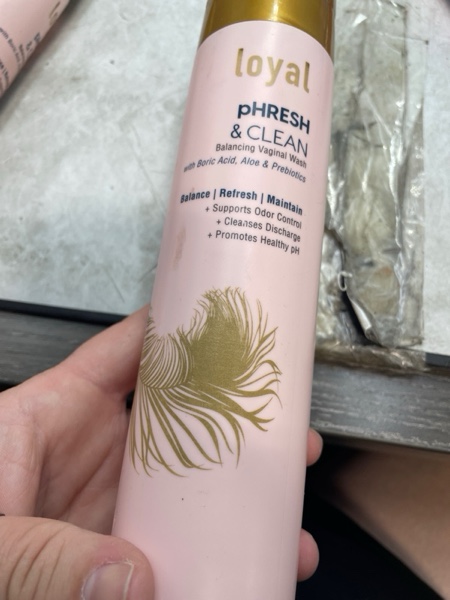 loyal
pHRESH
& CLEAN
Balancing Vaginal Wash
with Boric Acid, Aloe & Prebiotics
Balance | Refresh | Maintain
+ Supports Odor Control
+ Cleanses Discharge
+ Promotes Healthy pH